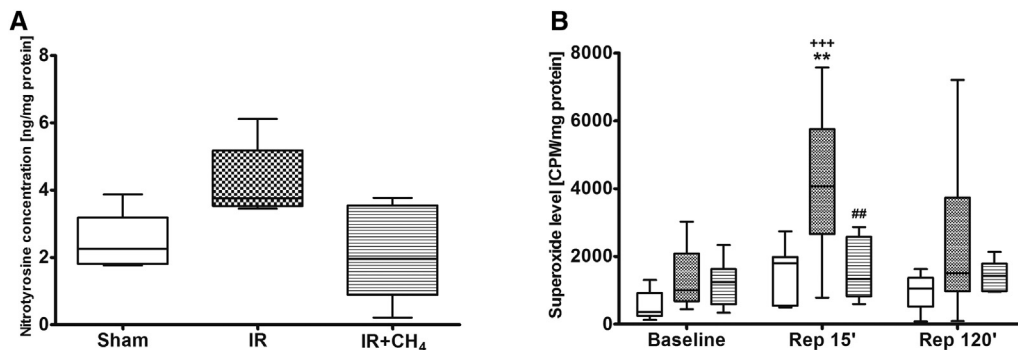 A
Nitrotyrosine concentration [ng/mg protein]
8
6
4
2
0
Sham IR IR+CH₄
B
Superoxide level [CPM/mg protein]
8000
6000
4000
2000
0
+++
**
##
Baseline Rep 15' Rep 120'